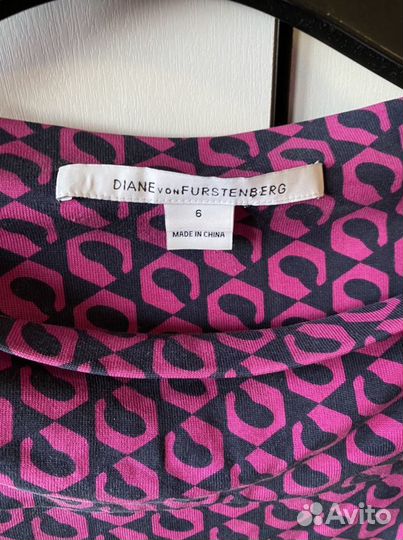 DIANE VON FURSTENBERG
6
MADE IN CHINA
Avito